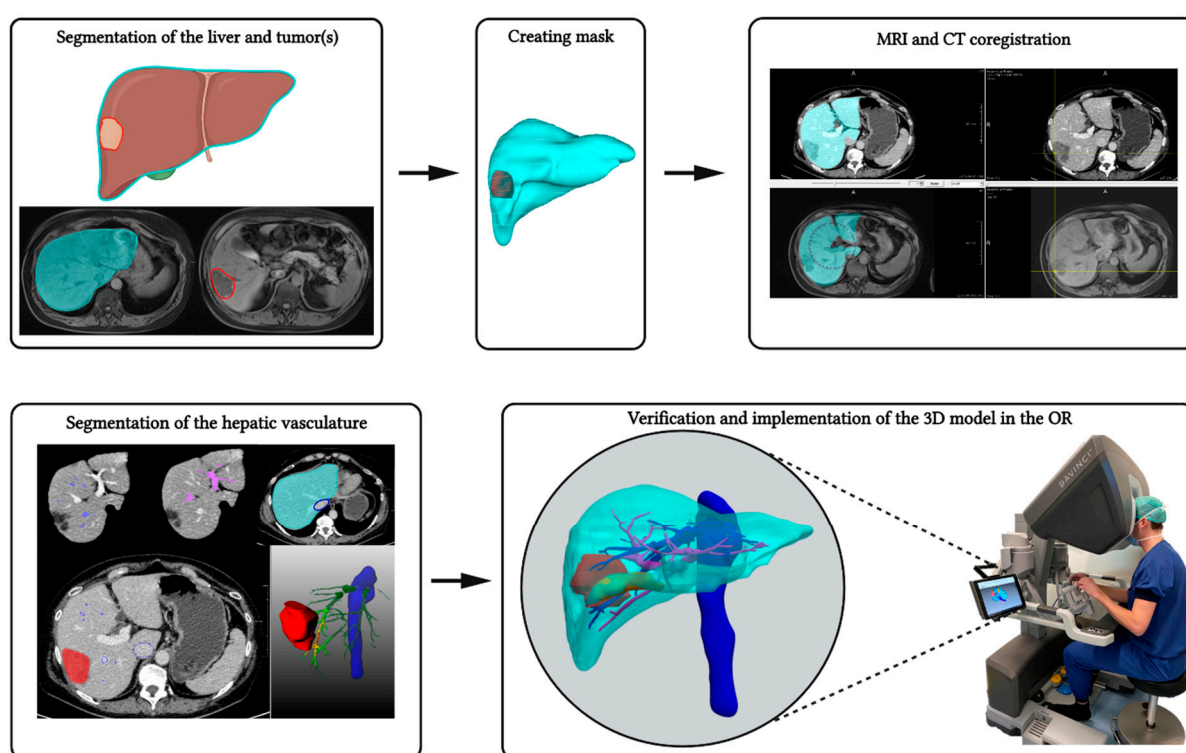 Segmentation of the liver and tumor(s)
Creating mask
MRI and CT coregistration
A
A
R
A
A
R
Segmentation of the hepatic vasculature
Verification and implementation of the 3D model in the OR
DAVINCI